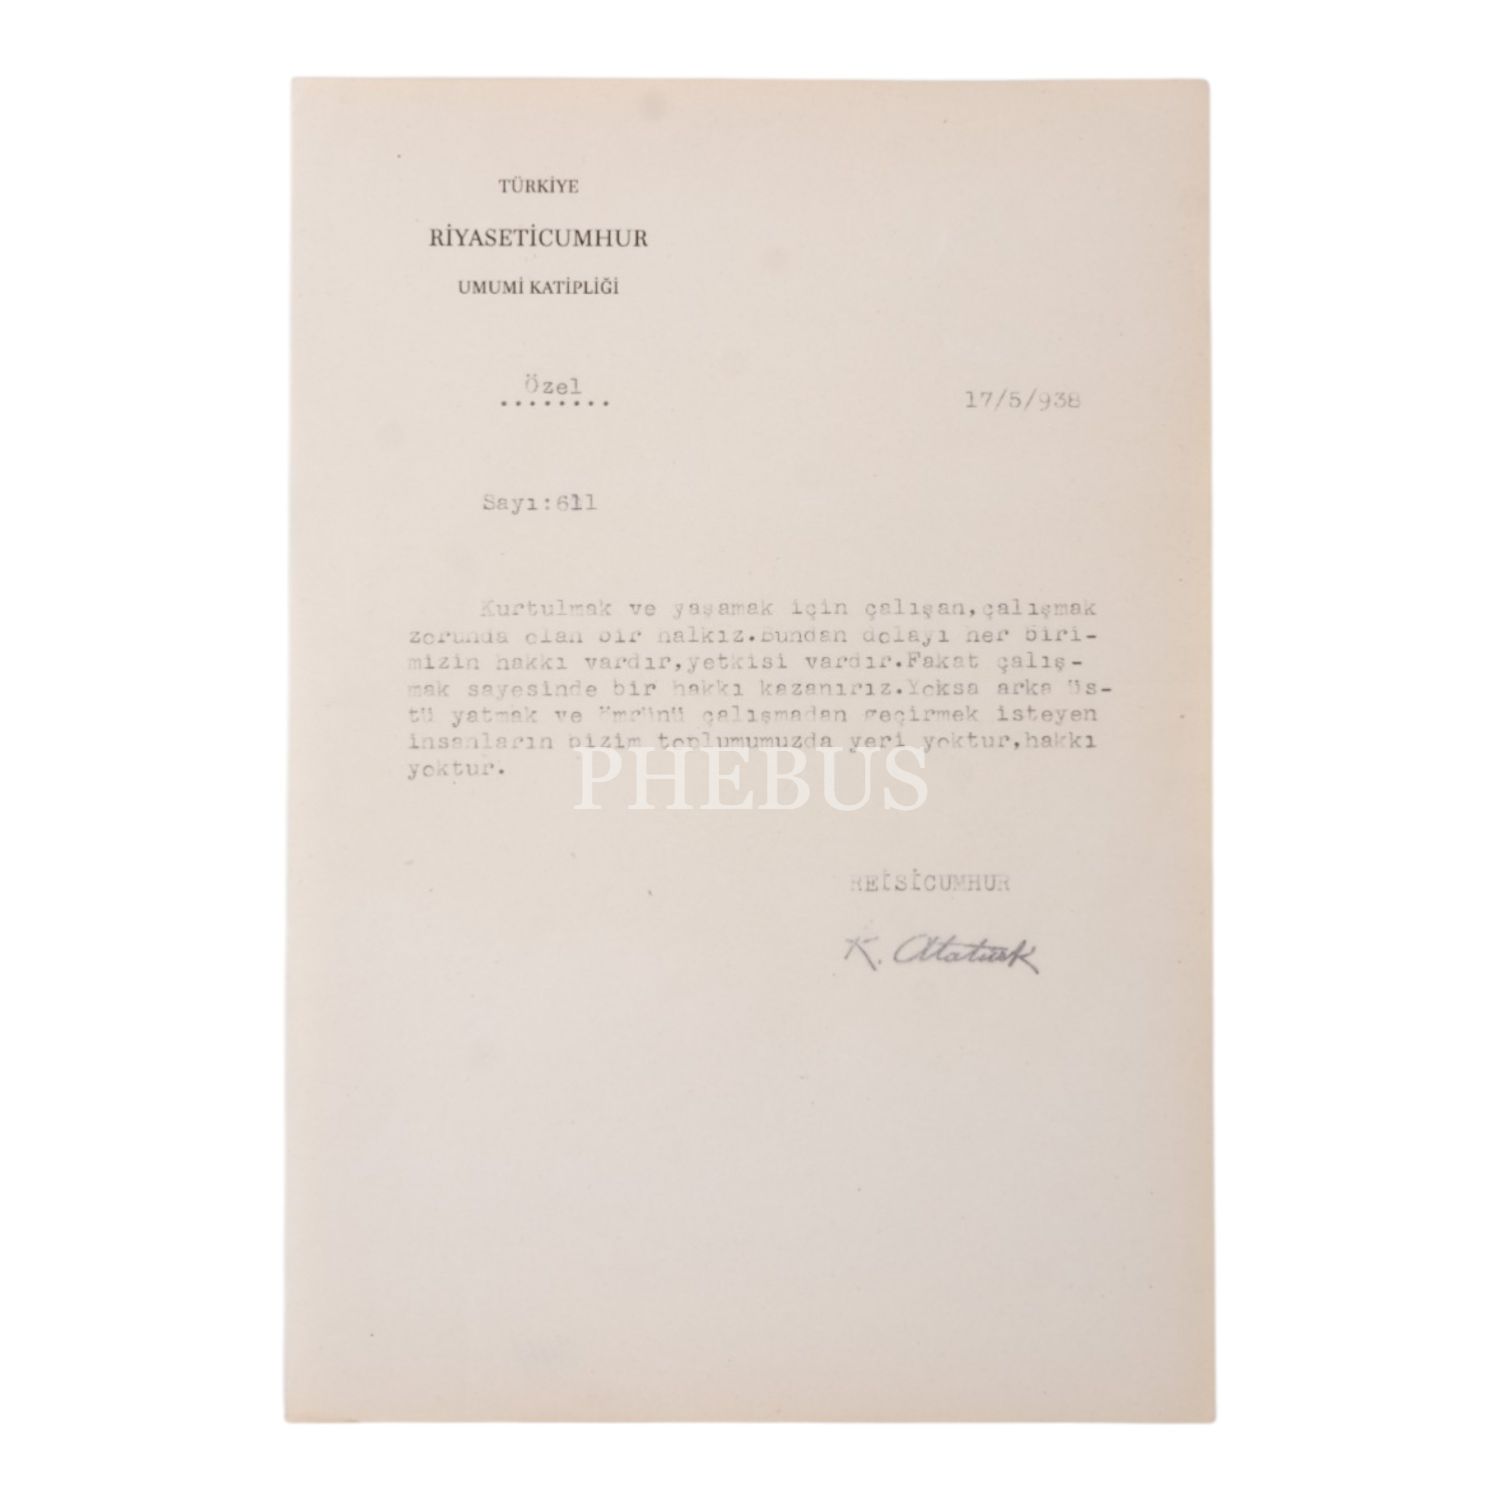 TÜRKİYE
RİYASETİCUMHUR
UMUMİ KATİPLİĞİ
Özel
........
17/5/938
Sayı:611
Kurtulmak ve yaşamak için çalışan,çalışmak
zorunda olan bir halkız.Bundan dolayı her biri-
mizin hakkı vardır,yetkisi vardır.Fakat çalış-
mak sayesinde bir hakkı kazanırız.Yoksa arka üs-
tü yatmak ve ömrünü çalışmadan geçirmek isteyen
insanların bizim toplumumuzda yeri yoktur,hakkı
yoktur.
PHEBUS
REİSİCUMHUR
K. Atatürk